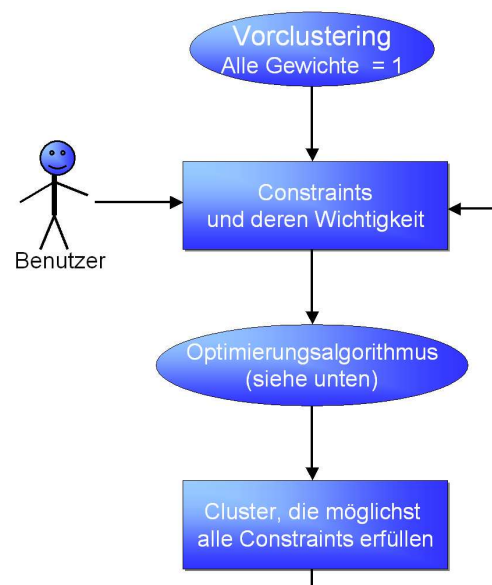 Vorclustering
Alle Gewichte = 1
Constraints
und deren Wichtigkeit
Benutzer
Optimierungsalgorithmus
(siehe unten)
Cluster, die möglichst
alle Constraints erfüllen